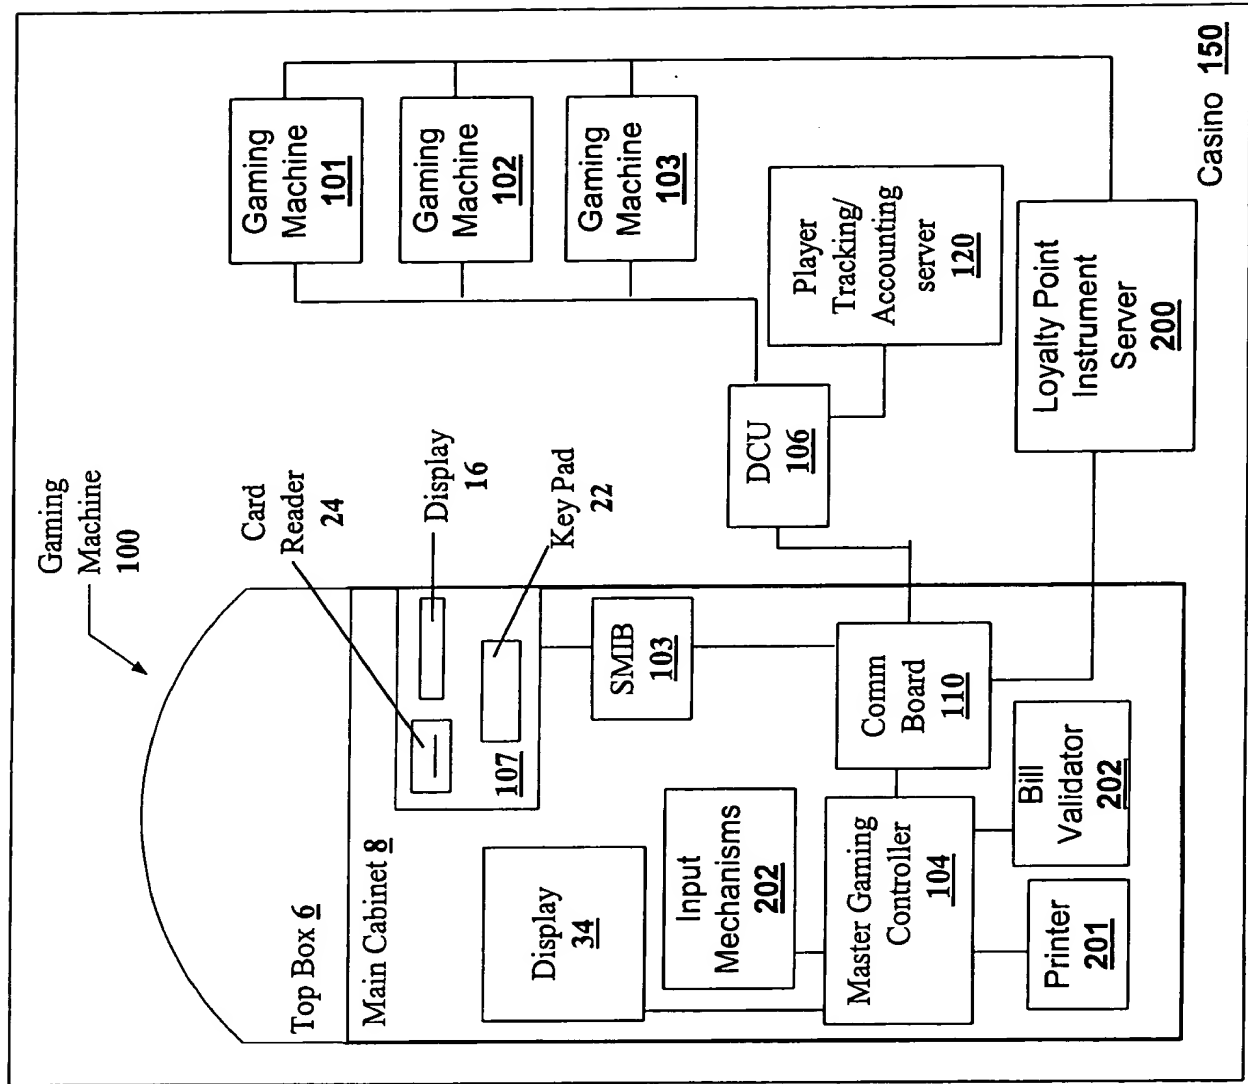 Gaming
Machine
100
Card
Reader
24
Display
16
Key Pad
22
Top Box 6
Main Cabinet 8
107
Display
34
SMIB
103
Input
Mechanisms
202
Comm
Board
110
Master Gaming
Controller
104
Printer
201
Bill
Validator
202
Gaming
Machine
101
Gaming
Machine
102
Gaming
Machine
103
DCU
106
Player
Tracking/
Accounting
server
120
Loyalty Point
Instrument
Server
200
Casino 150